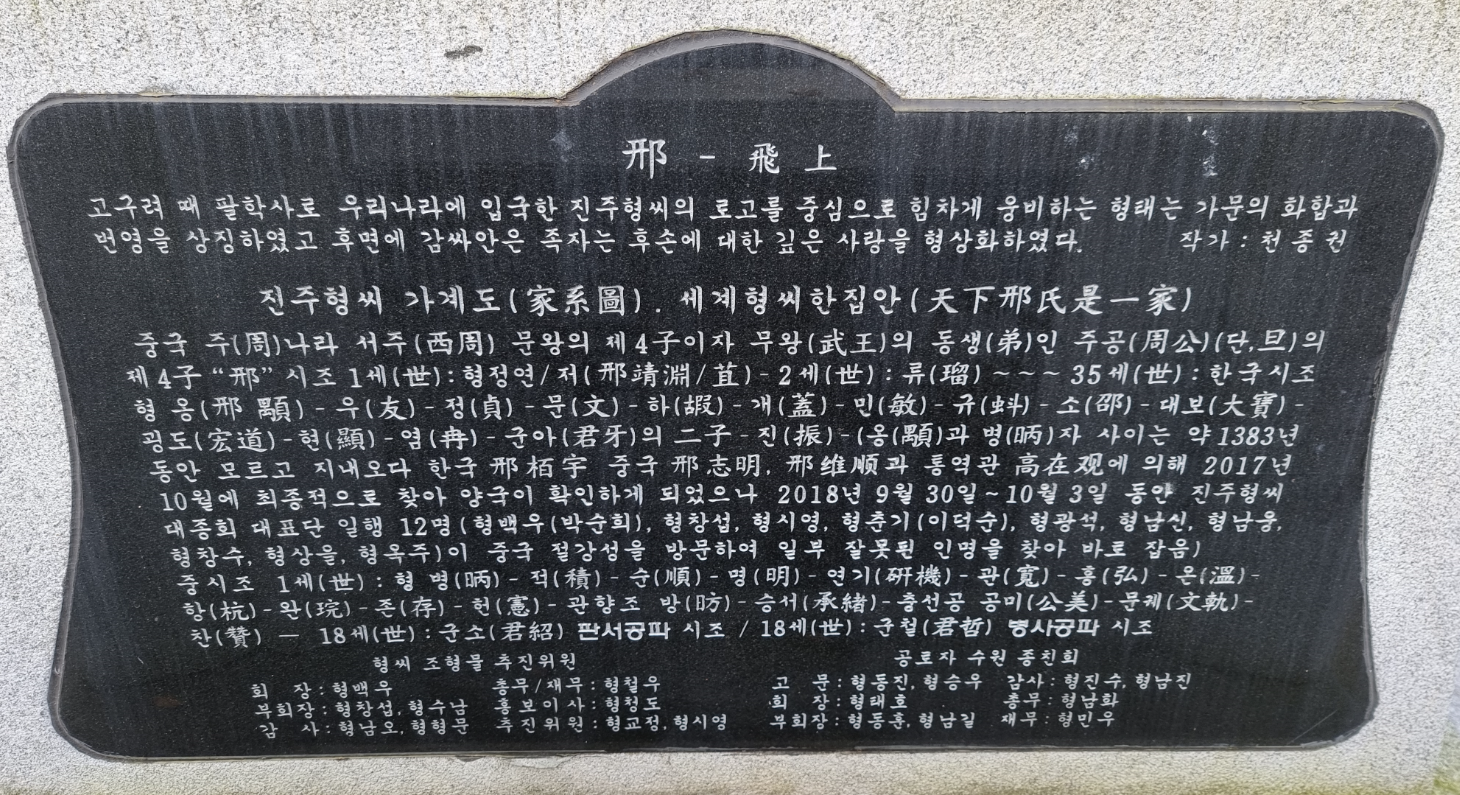 邢 - 飛 上
고구려 때 팔학사로 우리나라에 입국한 진주형씨의 로고를 중심으로 힘차게 웅비하는 형태는 가문의 화합과
번영을 상징하였고 후면에 감싸안은 족자는 후손에 대한 깊은 사랑을 형상화하였다. 작가 : 천종권
진주형씨 가계도(家系圖). 세계형씨한집안(天下邢氏是一家)
중국 주(周)나라 서주(西周) 문왕의 제4子이자 무왕(武王)의 동생(弟)인 주공(周公)(단,旦)의
제4子 “邢” 시조 1세(世):형정연/저(邢靖淵/苴)-2세(世):류(瑠) ~~~ 35세(世):한국시조
형 옹(邢 顒)-우(友)-정(貞)-문(文)-하(嘏)-개(蓋)-민(敏)-규(蚪)-소(邵)-대보(大寶)-
굉도(宏道)-현(顯)-염(冉)-군아(君牙)의 二子-진(振)-(옹(顒)과 병(昞)자 사이는 약1383년
동안 모르고 지내오다 한국 邢栢宇 중국 邢志明, 邢维顺과 통역관 高在观에 의해 2017년
10월에 최종적으로 찾아 양국이 확인하게 되었으나 2018년 9월 30일~10월 3일 동안 진주형씨
대종회 대표단 일행 12명(형백우(박순희), 형창섭, 형시영, 형춘기(이덕순), 형광석, 형남신, 형남웅,
형창수, 형상을, 형옥주)이 중국 절강성을 방문하여 일부 잘못된 인명을 찾아 바로 잡음)
중시조 1세(世) : 형 병(昞)-적(積)-순(順)-명(明)-연기(硏機)-관(寬)-홍(弘)-온(溫)-
항(杭)-완(琓)-존(存)-헌(憲)-관향조 방(昉)-승서(承緖)-충선공 공미(公美)-문궤(文軌)-
찬(贊) — 18세(世):군소(君紹) 판서공파 시조 / 18세(世):군철(君哲) 병사공파 시조
형씨 조형물 추진위원 공로자 수원 종친회
회 장:형백우 총무/재무:형철우 고 문:형동진, 형승우 감사:형진수, 형남진
부회장:형창섭, 형수남 홍보이사:형청도 회 장:형태호 총무:형남화
감 사:형남오, 형형문 추진위원:형교정, 형시영 부회장:형동훈, 형남길 재무:형민우